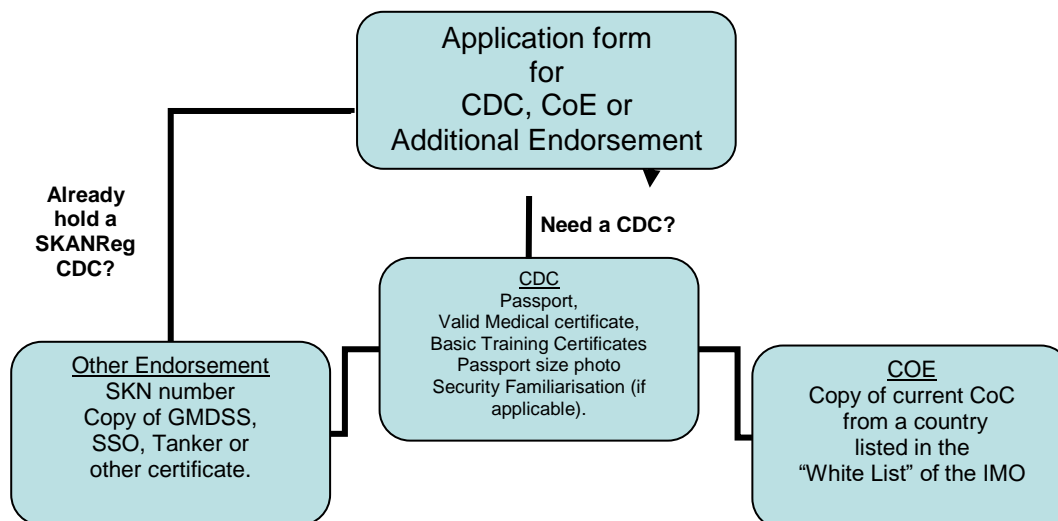 Application form
for
CDC, CoE or
Additional Endorsement
Already
hold a
SKANReg
CDC?
Need a CDC?
CDC
Passport,
Valid Medical certificate,
Basic Training Certificates
Passport size photo
Security Familiarisation (if
applicable).
Other Endorsement
SKN number
Copy of GMDSS,
SSO, Tanker or
other certificate.
COE
Copy of current CoC
from a country
listed in the
“White List” of the IMO